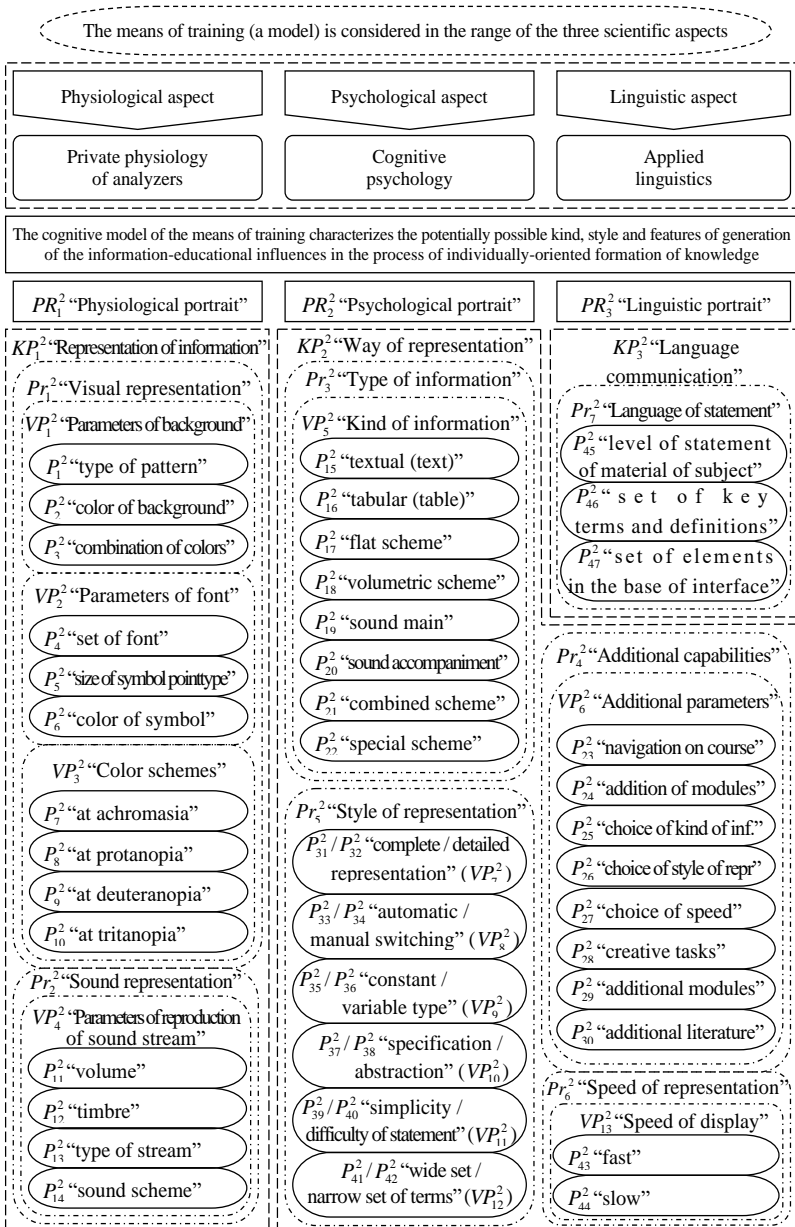 The means of training (a model) is considered in the range of the three scientific aspects
Physiological aspect
Psychological aspect
Linguistic aspect
Private physiology
of analyzers
Cognitive
psychology
Applied
linguistics
The cognitive model of the means of training characterizes the potentially possible kind, style and features of generation
of the information-educational influences in the process of individually-oriented formation of knowledge
PR₁² “Physiological portrait”
PR₂² “Psychological portrait”
PR₃² “Linguistic portrait”
KP₁² “Representation of information”
Pr₁² “Visual representation”
VP₁² “Parameters of background”
P₁² “type of pattern”
P₂² “color of background”
P₃² “combination of colors”
VP₂² “Parameters of font”
P₄² “set of font”
P₅² “size of symbol pointtype”
P₆² “color of symbol”
VP₃² “Color schemes”
P₇² “at achromasia”
P₈² “at protanopia”
P₉² “at deuteranopia”
P₁₀² “at tritanopia”
Pr₂² “Sound representation”
VP₄² “Parameters of reproduction
of sound stream”
P₁₁² “volume”
P₁₂² “timbre”
P₁₃² “type of stream”
P₁₄² “sound scheme”
KP₂² “Way of representation”
Pr₃² “Type of information”
VP₅² “Kind of information”
P₁₅² “textual (text)”
P₁₆² “tabular (table)”
P₁₇² “flat scheme”
P₁₈² “volumetric scheme”
P₁₉² “sound main”
P₂₀² “sound accompaniment”
P₂₁² “combined scheme”
P₂₂² “special scheme”
Pr₅² “Style of representation”
P₃₁² / P₃₂² “complete / detailed
representation” (VP₇²)
P₃₃² / P₃₄² “automatic /
manual switching” (VP₈²)
P₃₅² / P₃₆² “constant /
variable type” (VP₉²)
P₃₇² / P₃₈² “specification /
abstraction” (VP₁₀²)
P₃₉² / P₄₀² “simplicity /
difficulty of statement” (VP₁₁²)
P₄₁² / P₄₂² “wide set /
narrow set of terms” (VP₁₂²)
KP₃² “Language
communication”
Pr₇² “Language of statement”
P₄₅² “level of statement
of material of subject”
P₄₆² “set of key
terms and definitions”
P₄₇² “set of elements
in the base of interface”
Pr₄² “Additional capabilities”
VP₆² “Additional parameters”
P₂₃² “navigation on course”
P₂₄² “addition of modules”
P₂₅² “choice of kind of inf.”
P₂₆² “choice of style of repr”
P₂₇² “choice of speed”
P₂₈² “creative tasks”
P₂₉² “additional modules”
P₃₀² “additional literature”
Pr₆² “Speed of representation”
VP₁₃² “Speed of display”
P₄₃² “fast”
P₄₄² “slow”